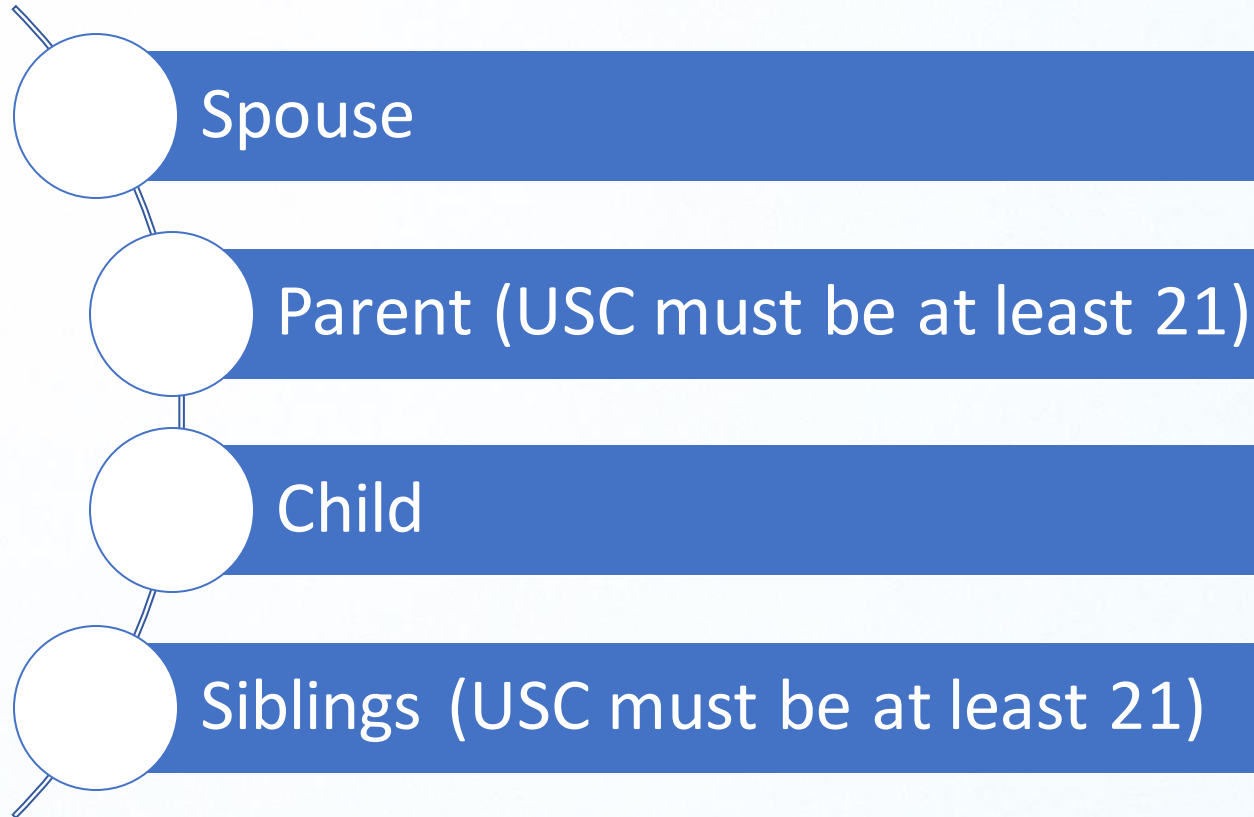 Spouse
Parent (USC must be at least 21)
Child
Siblings (USC must be at least 21)